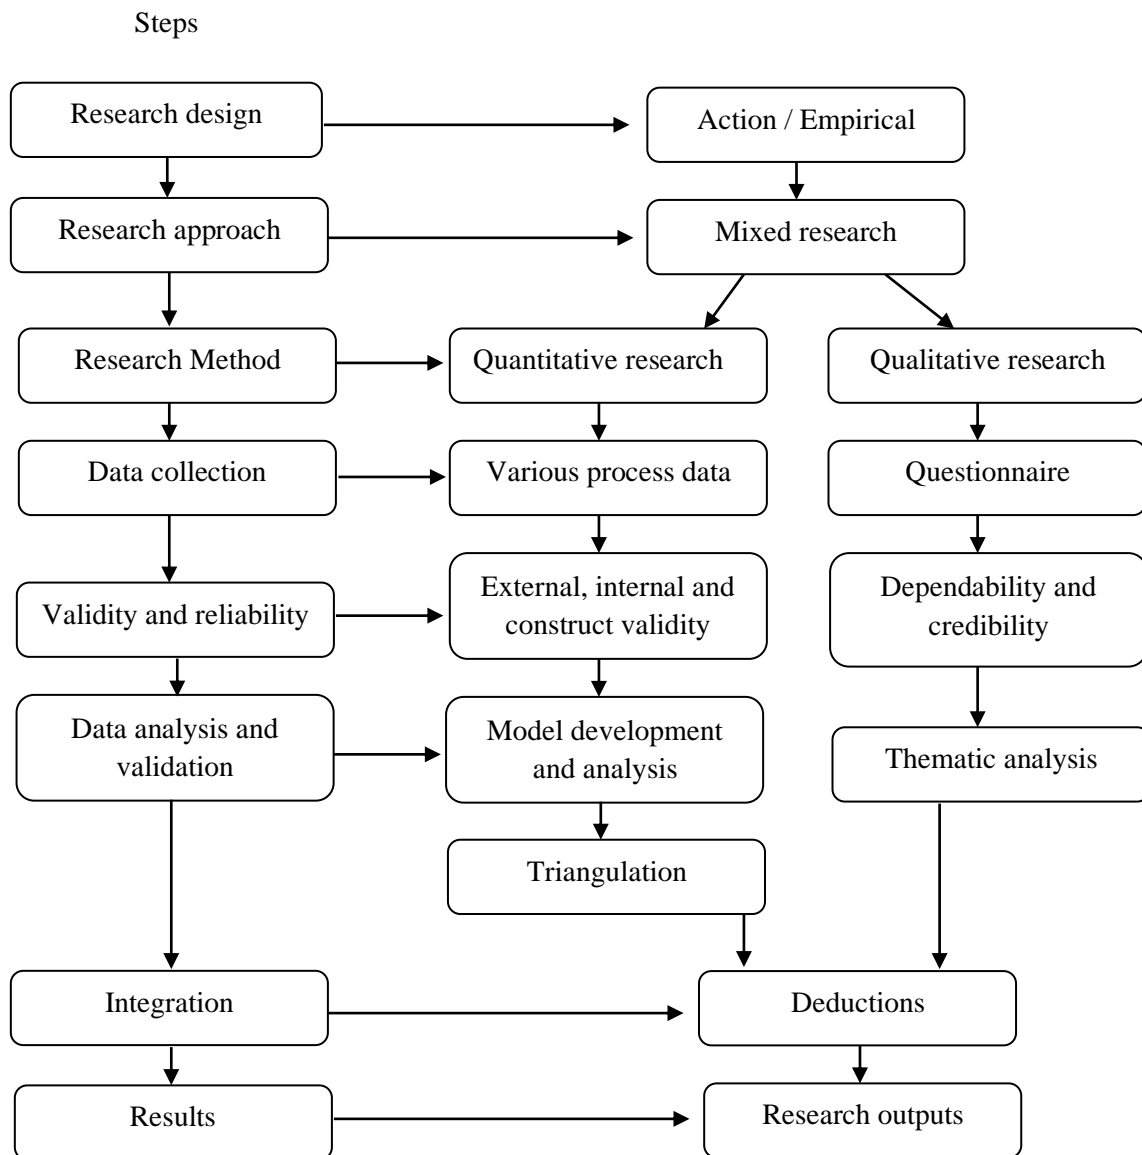 Steps
Research design
Action / Empirical
Research approach
Mixed research
Research Method
Quantitative research
Qualitative research
Data collection
Various process data
Questionnaire
Validity and reliability
External, internal and
construct validity
Dependability and
credibility
Data analysis and
validation
Model development
and analysis
Thematic analysis
Triangulation
Integration
Deductions
Results
Research outputs